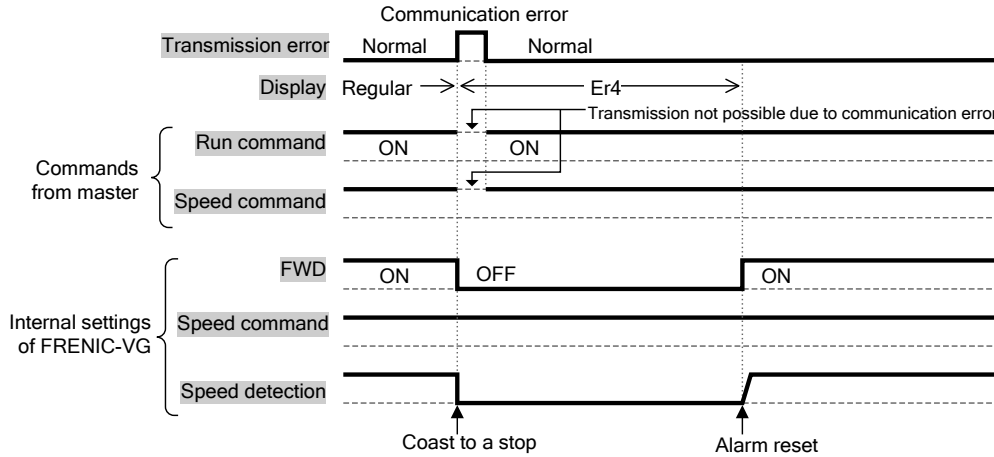 Communication error
Transmission error
Normal
Normal
Display
Regular
Er4
Transmission not possible due to communication error
Commands
from master
Run command
ON
ON
Speed command
Internal settings
of FRENIC-VG
FWD
ON
OFF
ON
Speed command
Speed detection
Coast to a stop
Alarm reset